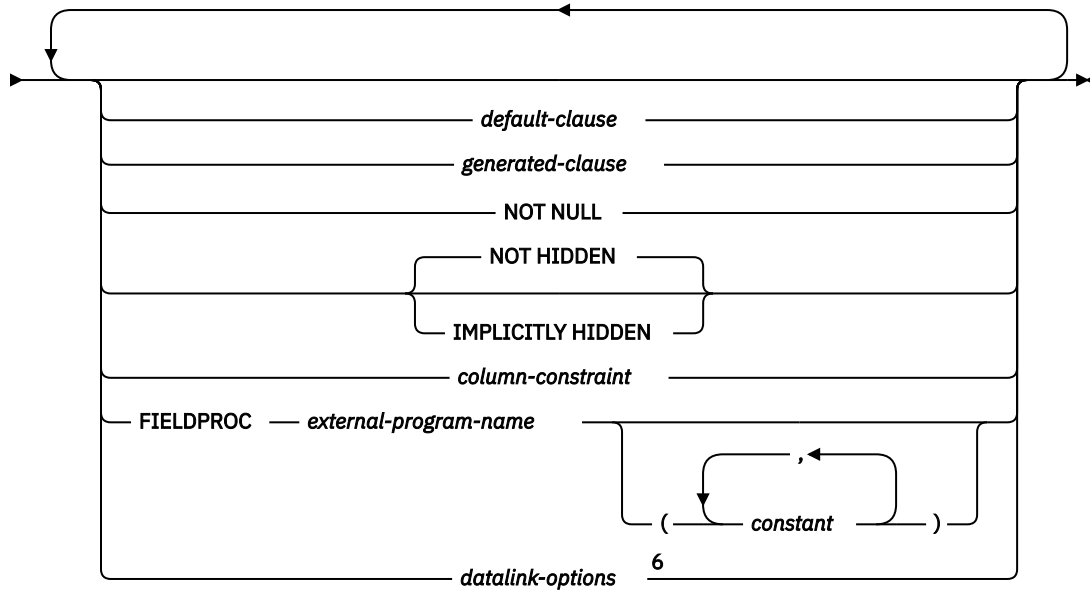 default-clause
generated-clause
NOT NULL
NOT HIDDEN
IMPLICITLY HIDDEN
column-constraint
FIELDPROC external-program-name
,
( constant )
datalink-options 6